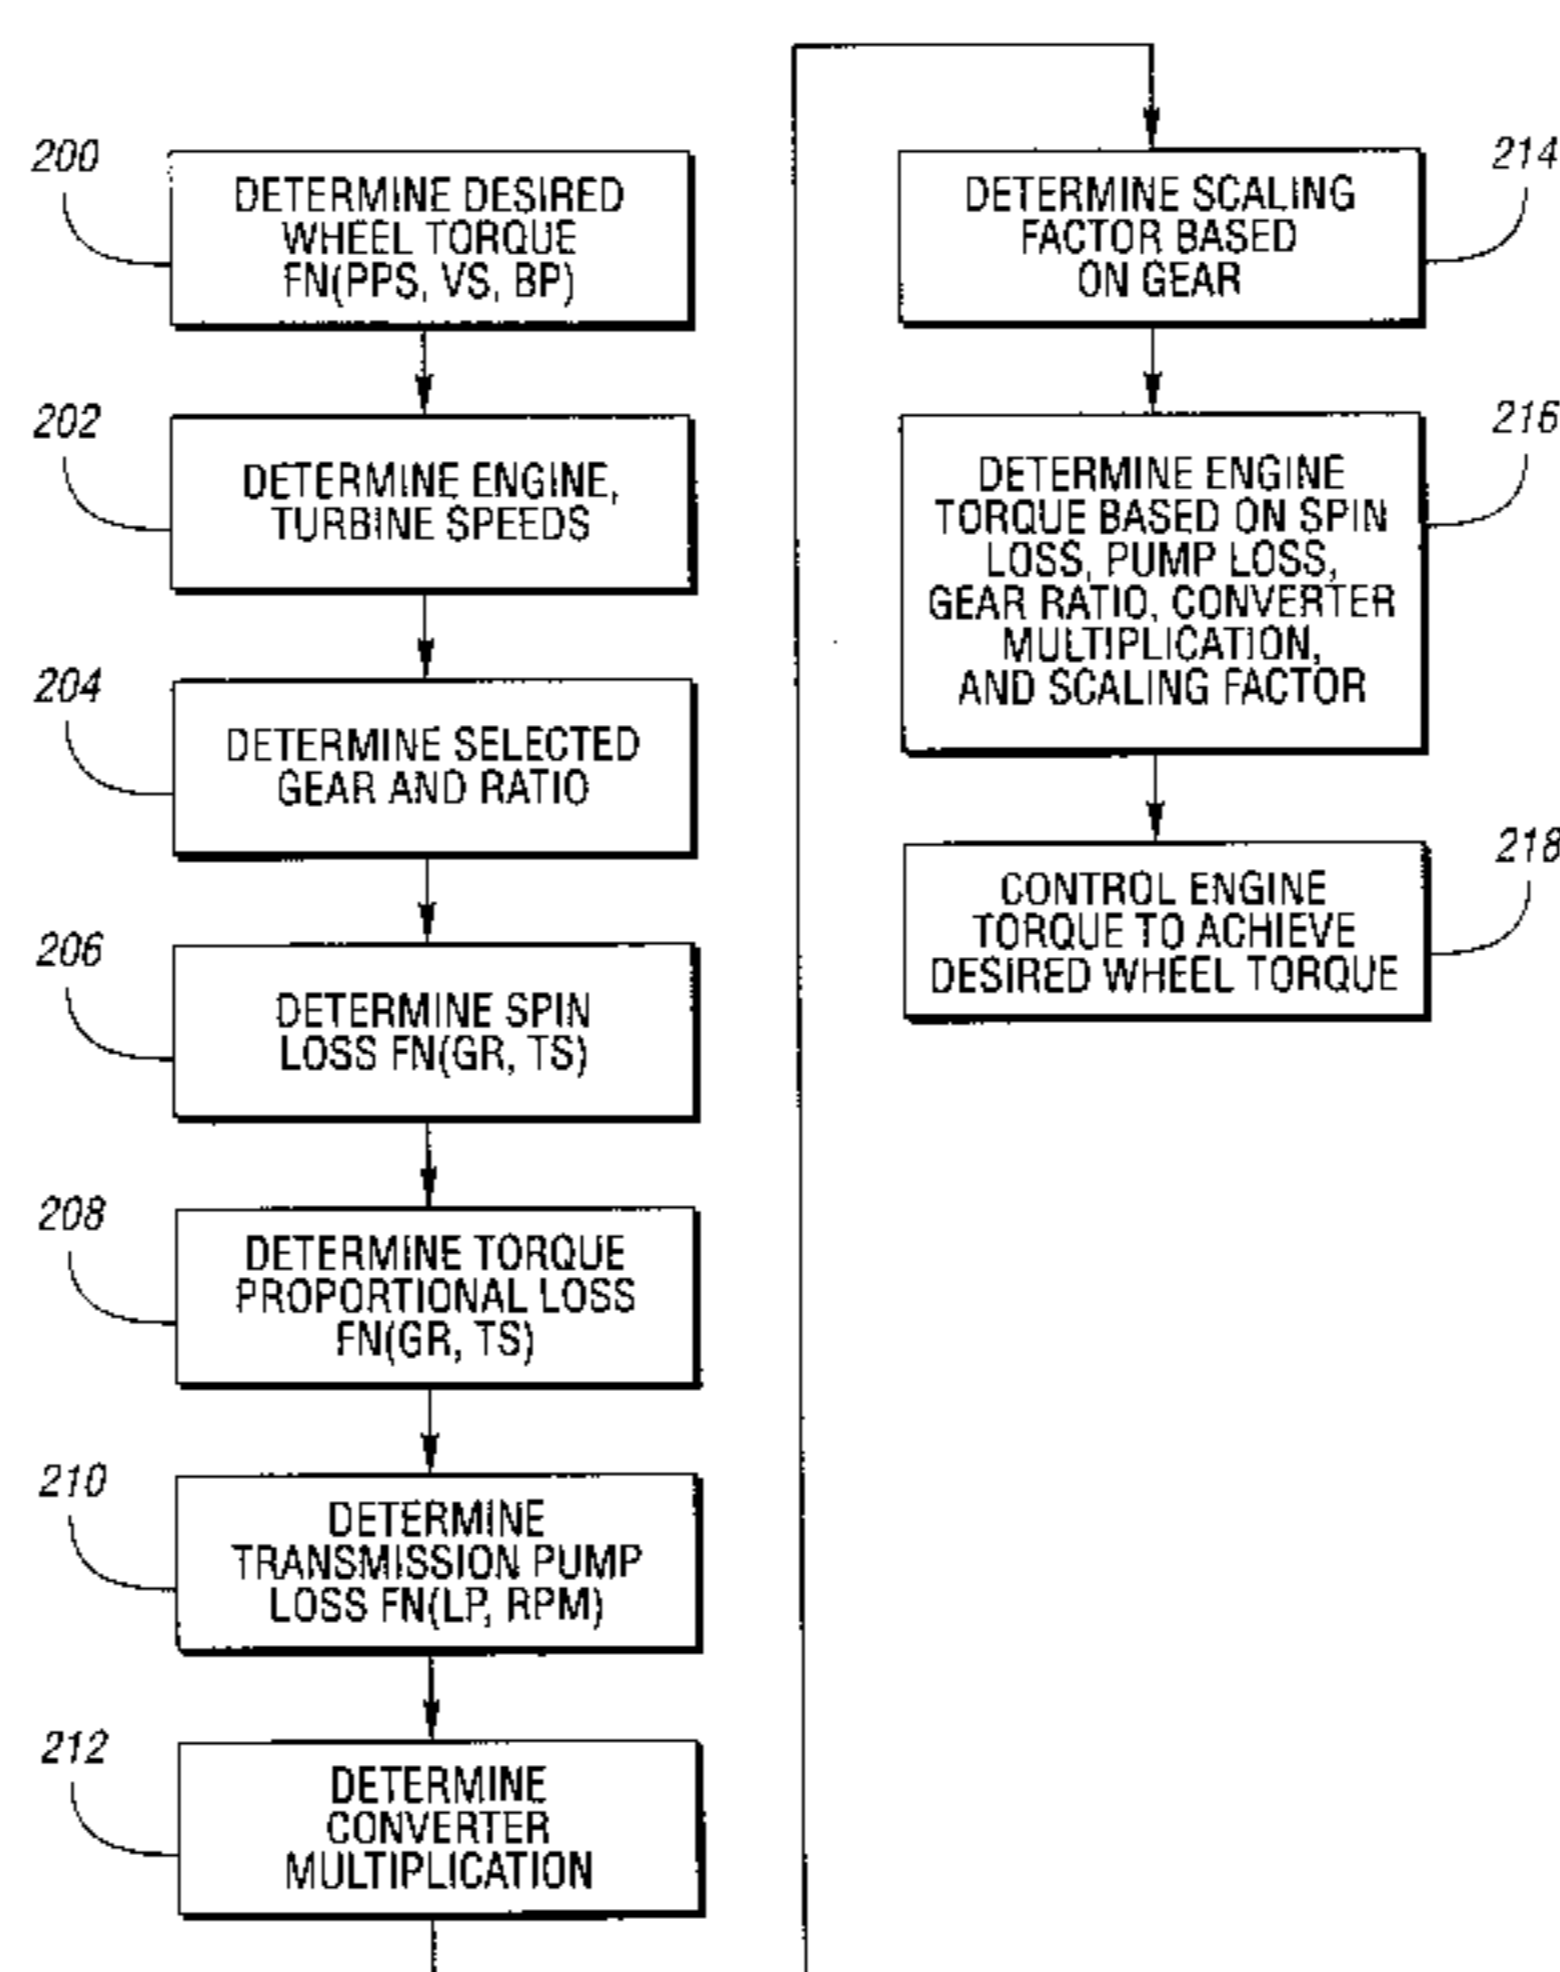 200
DETERMINE DESIRED
WHEEL TORQUE
FN(PPS, VS, BP)
202
DETERMINE ENGINE,
TURBINE SPEEDS
204
DETERMINE SELECTED
GEAR AND RATIO
206
DETERMINE SPIN
LOSS FN(GR, TS)
208
DETERMINE TORQUE
PROPORTIONAL LOSS
FN(GR, TS)
210
DETERMINE
TRANSMISSION PUMP
LOSS FN(LP, RPM)
212
DETERMINE
CONVERTER
MULTIPLICATION
214
DETERMINE SCALING
FACTOR BASED
ON GEAR
216
DETERMINE ENGINE
TORQUE BASED ON SPIN
LOSS, PUMP LOSS,
GEAR RATIO, CONVERTER
MULTIPLICATION,
AND SCALING FACTOR
218
CONTROL ENGINE
TORQUE TO ACHIEVE
DESIRED WHEEL TORQUE